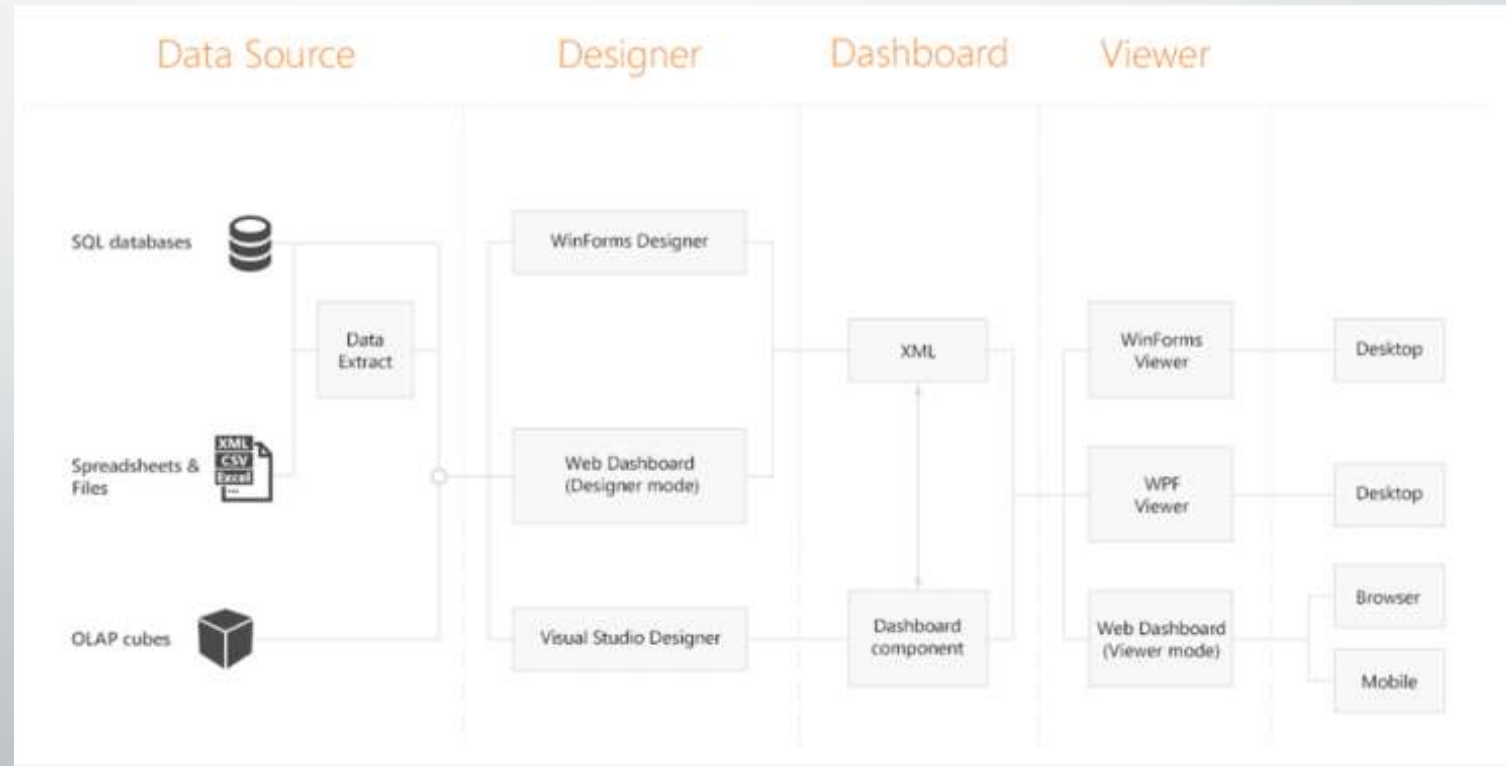 Data Source
Designer
Dashboard
Viewer
SQL databases
WinForms Designer
Data
Extract
XML
WinForms
Viewer
Desktop
Spreadsheets &
Files
XML
CSV
Excel
...
Web Dashboard
(Designer mode)
WPF
Viewer
Desktop
OLAP cubes
Visual Studio Designer
Dashboard
component
Web Dashboard
(Viewer mode)
Browser
Mobile